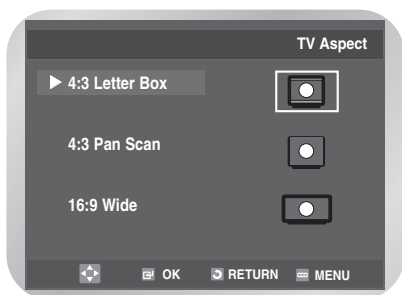 TV Aspect
4:3 Letter Box
4:3 Pan Scan
16:9 Wide
OK RETURN MENU